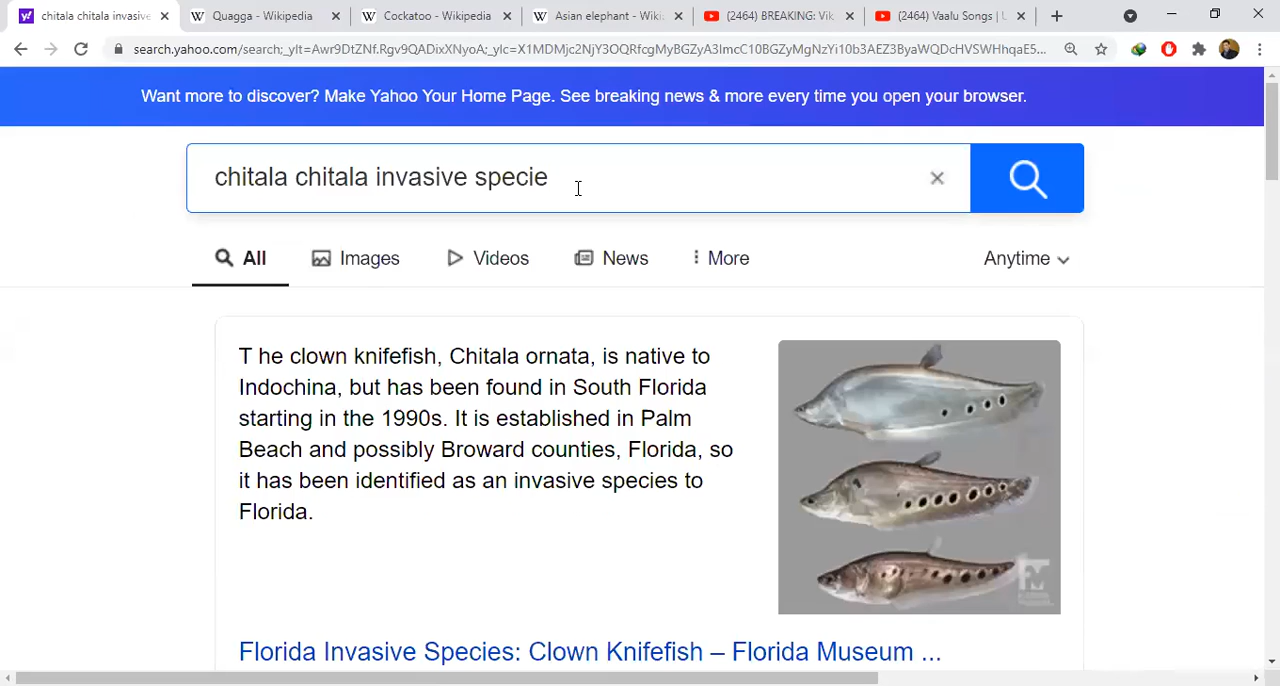 chitala chitala invasive
Quagga - Wikipedia
Cockatoo - Wikipedia
Asian elephant - Wiki
(2464) BREAKING: Vik
(2464) Vaalu Songs | U
search.yahoo.com/search;_ylt=Awr9DtZNf.Rgv9QADixXNyoA;_ylc=X1MDMjc2NjY3OQRfcgMyBGZyA3ImcC10BGZyMgNzYi10b3AEZ3ByaWQDcHVSWHhqaE5...
Want more to discover? Make Yahoo Your Home Page. See breaking news & more every time you open your browser.
chitala chitala invasive specie
All Images Videos News More Anytime
T he clown knifefish, Chitala ornata, is native to
Indochina, but has been found in South Florida
starting in the 1990s. It is established in Palm
Beach and possibly Broward counties, Florida, so
it has been identified as an invasive species to
Florida.
Florida Invasive Species: Clown Knifefish – Florida Museum ...